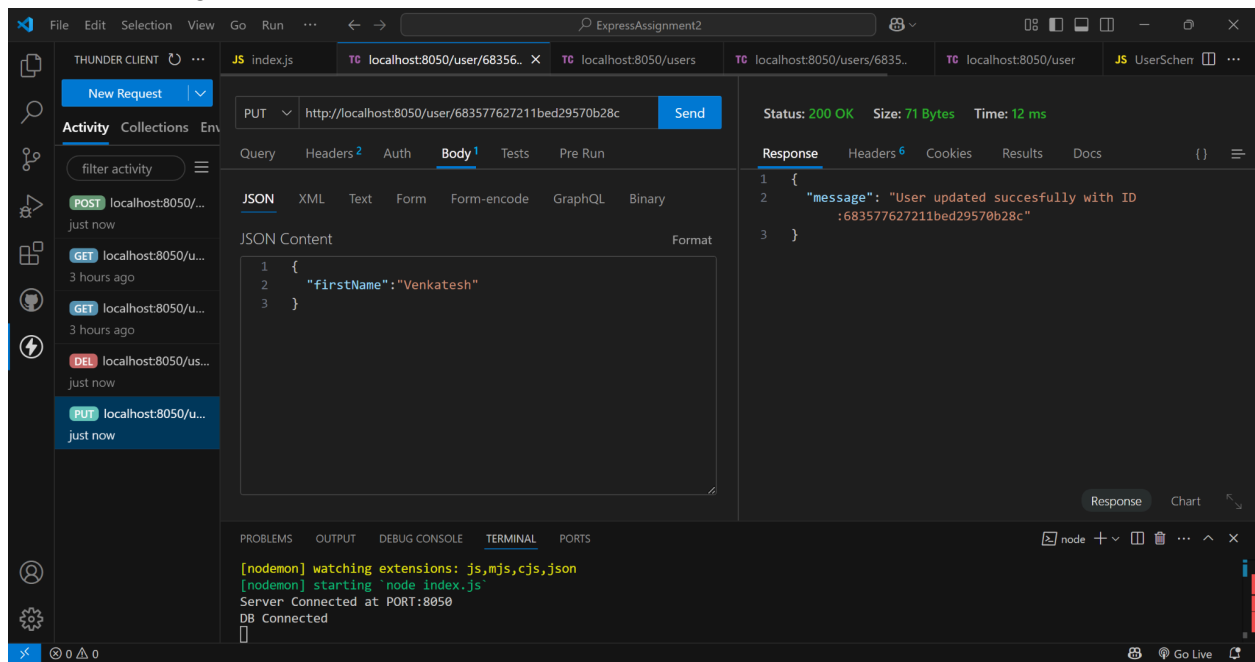 File Edit Selection View Go Run ··· ExpressAssignment2
THUNDER CLIENT ···
JS index.js
TC localhost:8050/user/68356..
TC localhost:8050/users
TC localhost:8050/users/6835..
TC localhost:8050/user
JS UserSchem
···
New Request
Activity Collections Env
filter activity
POST localhost:8050/...
just now
GET localhost:8050/u...
3 hours ago
GET localhost:8050/u...
3 hours ago
DEL localhost:8050/us...
just now
PUT localhost:8050/u...
just now
PUT http://localhost:8050/user/683577627211bed29570b28c Send
Query Headers 2 Auth Body 1 Tests Pre Run
JSON XML Text Form Form-encode GraphQL Binary
JSON Content Format
1 {
2 "firstName":"Venkatesh"
3 }
Status: 200 OK Size: 71 Bytes Time: 12 ms
Response Headers 6 Cookies Results Docs {}
1 {
2 "message": "User updated succesfully with ID
:683577627211bed29570b28c"
3 }
Response Chart
PROBLEMS OUTPUT DEBUG CONSOLE TERMINAL PORTS
node ···
[nodemon] watching extensions: js,mjs,cjs,json
[nodemon] starting `node index.js`
Server Connected at PORT:8050
DB Connected
0 0
Go Live